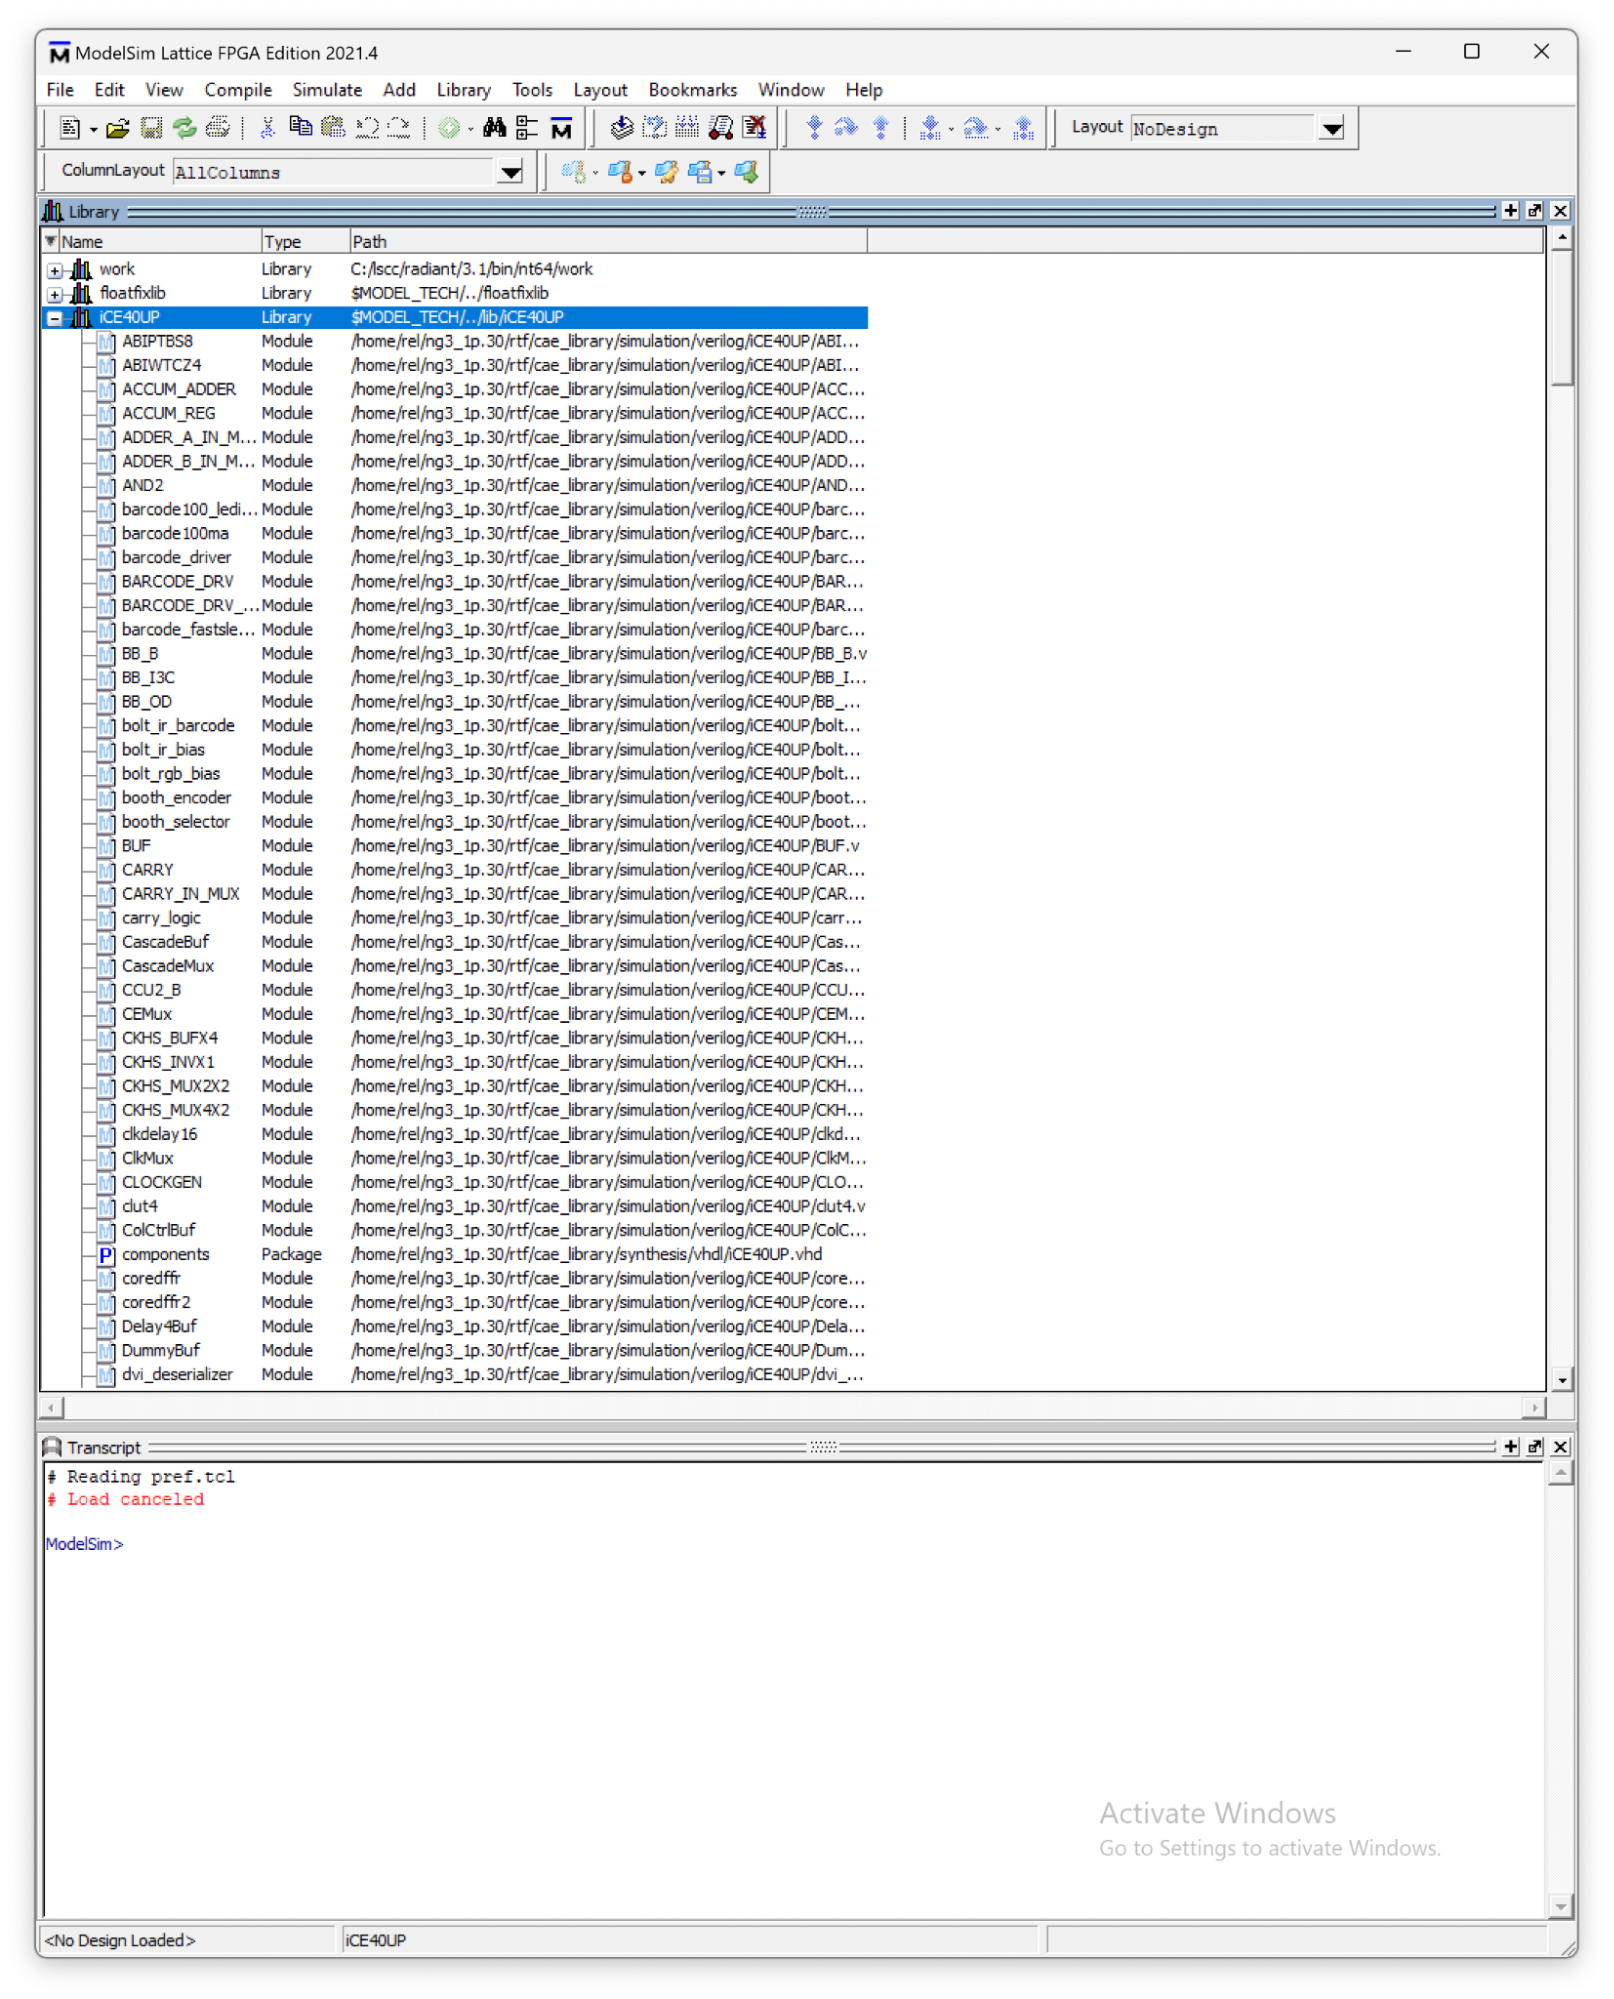 ModelSim Lattice FPGA Edition 2021.4
File Edit View Compile Simulate Add Library Tools Layout Bookmarks Window Help
Layout NoDesign
ColumnLayout AllColumns
Library
Name Type Path
work Library C:/lscc/radiant/3.1/bin/nt64/work
floatfixlib Library $MODEL_TECH/../floatfixlib
iCE40UP Library $MODEL_TECH/../lib/iCE40UP
ABIPTBS8 Module /home/rel/ng3_1p.30/rtf/cae_library/simulation/verilog/iCE40UP/ABI...
ABIWTCZ4 Module /home/rel/ng3_1p.30/rtf/cae_library/simulation/verilog/iCE40UP/ABI...
ACCUM_ADDER Module /home/rel/ng3_1p.30/rtf/cae_library/simulation/verilog/iCE40UP/ACC...
ACCUM_REG Module /home/rel/ng3_1p.30/rtf/cae_library/simulation/verilog/iCE40UP/ACC...
ADDER_A_IN_M... Module /home/rel/ng3_1p.30/rtf/cae_library/simulation/verilog/iCE40UP/ADD...
ADDER_B_IN_M... Module /home/rel/ng3_1p.30/rtf/cae_library/simulation/verilog/iCE40UP/ADD...
AND2 Module /home/rel/ng3_1p.30/rtf/cae_library/simulation/verilog/iCE40UP/AND...
barcode100_ledi... Module /home/rel/ng3_1p.30/rtf/cae_library/simulation/verilog/iCE40UP/barc...
barcode100ma Module /home/rel/ng3_1p.30/rtf/cae_library/simulation/verilog/iCE40UP/barc...
barcode_driver Module /home/rel/ng3_1p.30/rtf/cae_library/simulation/verilog/iCE40UP/barc...
BARCODE_DRV Module /home/rel/ng3_1p.30/rtf/cae_library/simulation/verilog/iCE40UP/BAR...
BARCODE_DRV_... Module /home/rel/ng3_1p.30/rtf/cae_library/simulation/verilog/iCE40UP/BAR...
barcode_fastsle... Module /home/rel/ng3_1p.30/rtf/cae_library/simulation/verilog/iCE40UP/barc...
BB_B Module /home/rel/ng3_1p.30/rtf/cae_library/simulation/verilog/iCE40UP/BB_B.v
BB_I3C Module /home/rel/ng3_1p.30/rtf/cae_library/simulation/verilog/iCE40UP/BB_I...
BB_OD Module /home/rel/ng3_1p.30/rtf/cae_library/simulation/verilog/iCE40UP/BB_...
bolt_ir_barcode Module /home/rel/ng3_1p.30/rtf/cae_library/simulation/verilog/iCE40UP/bolt...
bolt_ir_bias Module /home/rel/ng3_1p.30/rtf/cae_library/simulation/verilog/iCE40UP/bolt...
bolt_rgb_bias Module /home/rel/ng3_1p.30/rtf/cae_library/simulation/verilog/iCE40UP/bolt...
booth_encoder Module /home/rel/ng3_1p.30/rtf/cae_library/simulation/verilog/iCE40UP/boot...
booth_selector Module /home/rel/ng3_1p.30/rtf/cae_library/simulation/verilog/iCE40UP/boot...
BUF Module /home/rel/ng3_1p.30/rtf/cae_library/simulation/verilog/iCE40UP/BUF.v
CARRY Module /home/rel/ng3_1p.30/rtf/cae_library/simulation/verilog/iCE40UP/CAR...
CARRY_IN_MUX Module /home/rel/ng3_1p.30/rtf/cae_library/simulation/verilog/iCE40UP/CAR...
carry_logic Module /home/rel/ng3_1p.30/rtf/cae_library/simulation/verilog/iCE40UP/carr...
CascadeBuf Module /home/rel/ng3_1p.30/rtf/cae_library/simulation/verilog/iCE40UP/Cas...
CascadeMux Module /home/rel/ng3_1p.30/rtf/cae_library/simulation/verilog/iCE40UP/Cas...
CCU2_B Module /home/rel/ng3_1p.30/rtf/cae_library/simulation/verilog/iCE40UP/CCU...
CEMux Module /home/rel/ng3_1p.30/rtf/cae_library/simulation/verilog/iCE40UP/CEM...
CKHS_BUFX4 Module /home/rel/ng3_1p.30/rtf/cae_library/simulation/verilog/iCE40UP/CKH...
CKHS_INVX1 Module /home/rel/ng3_1p.30/rtf/cae_library/simulation/verilog/iCE40UP/CKH...
CKHS_MUX2X2 Module /home/rel/ng3_1p.30/rtf/cae_library/simulation/verilog/iCE40UP/CKH...
CKHS_MUX4X2 Module /home/rel/ng3_1p.30/rtf/cae_library/simulation/verilog/iCE40UP/CKH...
clkdelay16 Module /home/rel/ng3_1p.30/rtf/cae_library/simulation/verilog/iCE40UP/clkd...
ClkMux Module /home/rel/ng3_1p.30/rtf/cae_library/simulation/verilog/iCE40UP/ClkM...
CLOCKGEN Module /home/rel/ng3_1p.30/rtf/cae_library/simulation/verilog/iCE40UP/CLO...
clut4 Module /home/rel/ng3_1p.30/rtf/cae_library/simulation/verilog/iCE40UP/clut4.v
ColCtrlBuf Module /home/rel/ng3_1p.30/rtf/cae_library/simulation/verilog/iCE40UP/ColC...
components Package /home/rel/ng3_1p.30/rtf/cae_library/synthesis/vhdl/iCE40UP.vhd
coredffr Module /home/rel/ng3_1p.30/rtf/cae_library/simulation/verilog/iCE40UP/core...
coredffr2 Module /home/rel/ng3_1p.30/rtf/cae_library/simulation/verilog/iCE40UP/core...
Delay4Buf Module /home/rel/ng3_1p.30/rtf/cae_library/simulation/verilog/iCE40UP/Dela...
DummyBuf Module /home/rel/ng3_1p.30/rtf/cae_library/simulation/verilog/iCE40UP/Dum...
dvi_deserializer Module /home/rel/ng3_1p.30/rtf/cae_library/simulation/verilog/iCE40UP/dvi_...
Transcript
# Reading pref.tcl
# Load canceled
ModelSim>
Activate Windows
Go to Settings to activate Windows.
<No Design Loaded> iCE40UP